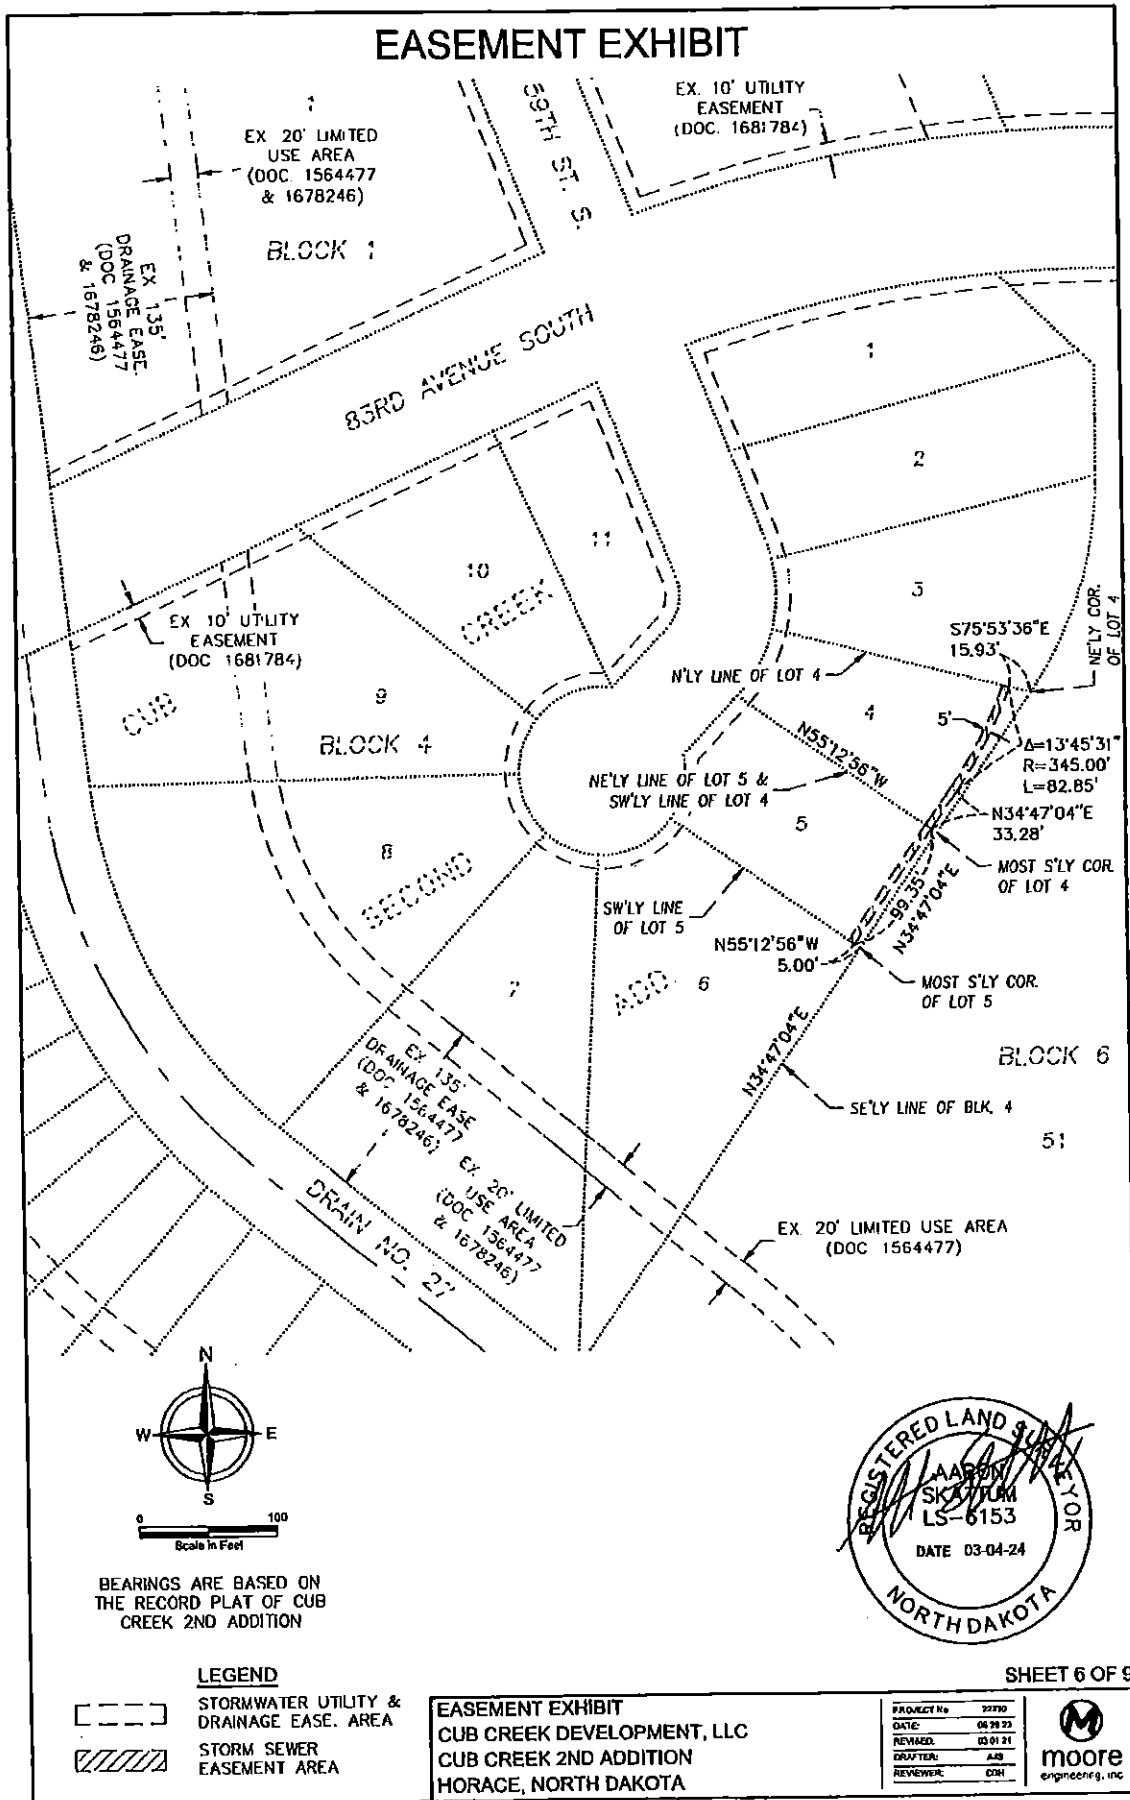 EASEMENT EXHIBIT
1
EX 20' LIMITED
USE AREA
(DOC 1564477
& 1678246)
BLOCK 1
59TH ST. S.
EX. 10' UTILITY
EASEMENT
(DOC. 1681784)
EX 135'
DRAINAGE EASE.
(DOC 1564477
& 1678246)
83RD AVENUE SOUTH
1
2
3
11
10
CREEK
EX 10' UTILITY
EASEMENT
(DOC 1681784)
CUB
9
BLOCK 4
S75°53'36"E
15.93'
NE'LY COR.
OF LOT 4
N'LY LINE OF LOT 4
4
5'
N55°12'56"W
Δ=13°45'31"
R=345.00'
L=82.85'
NE'LY LINE OF LOT 5 &
SW'LY LINE OF LOT 4
N34°47'04"E
33.28'
5
MOST S'LY COR.
OF LOT 4
8
SECOND
SW'LY LINE
OF LOT 5
99.35'
N34°47'04"E
N55°12'56"W
5.00'
7
ADD.
6
MOST S'LY COR.
OF LOT 5
N34°47'04"E
BLOCK 6
SE'LY LINE OF BLK. 4
51
EX 135'
DRAINAGE EASE
(DOC 1564477
& 1678246)
EX. 20' LIMITED
USE AREA
(DOC 1564477
& 1678246)
DRAIN NO. 27
EX. 20' LIMITED USE AREA
(DOC 1564477)
N
W
E
S
0 100
Scale in Feet
BEARINGS ARE BASED ON
THE RECORD PLAT OF CUB
CREEK 2ND ADDITION
REGISTERED LAND SURVEYOR
AARON
SKATTUM
LS-6153
DATE 03-04-24
NORTH DAKOTA
SHEET 6 OF 9
LEGEND
STORMWATER UTILITY &
DRAINAGE EASE. AREA
STORM SEWER
EASEMENT AREA
EASEMENT EXHIBIT
CUB CREEK DEVELOPMENT, LLC
CUB CREEK 2ND ADDITION
HORACE, NORTH DAKOTA
PROJECT No
DATE:
REVISED:
DRAFTER:
REVIEWER:
moore
engineering, inc